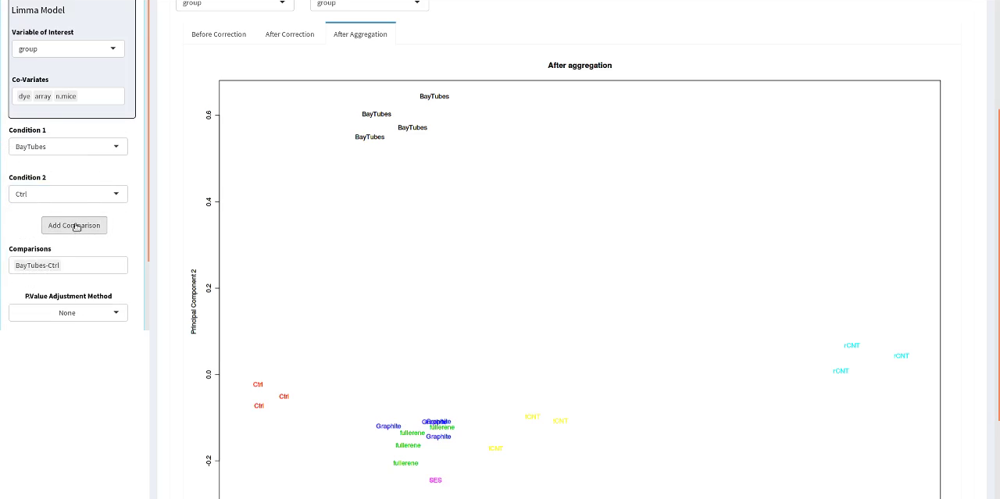 Limma Model
Variable of Interest
group
Co-Variates
dye array n.mice
Condition 1
BayTubes
Condition 2
Ctrl
Add Comparison
Comparisons
BayTubes-Ctrl
P.Value Adjustment Method
None
group group
Before Correction After Correction After Aggregation
After aggregation
Principal Component 2
0.6
0.4
0.2
0.0
-0.2
BayTubes
BayTubes
BayTubes
BayTubes
rCNT
rCNT
rCNT
Ctrl
Ctrl
Ctrl
Graphite
Graphite
fullerene
fullerene
Graphite
fullerene
fullerene
SES